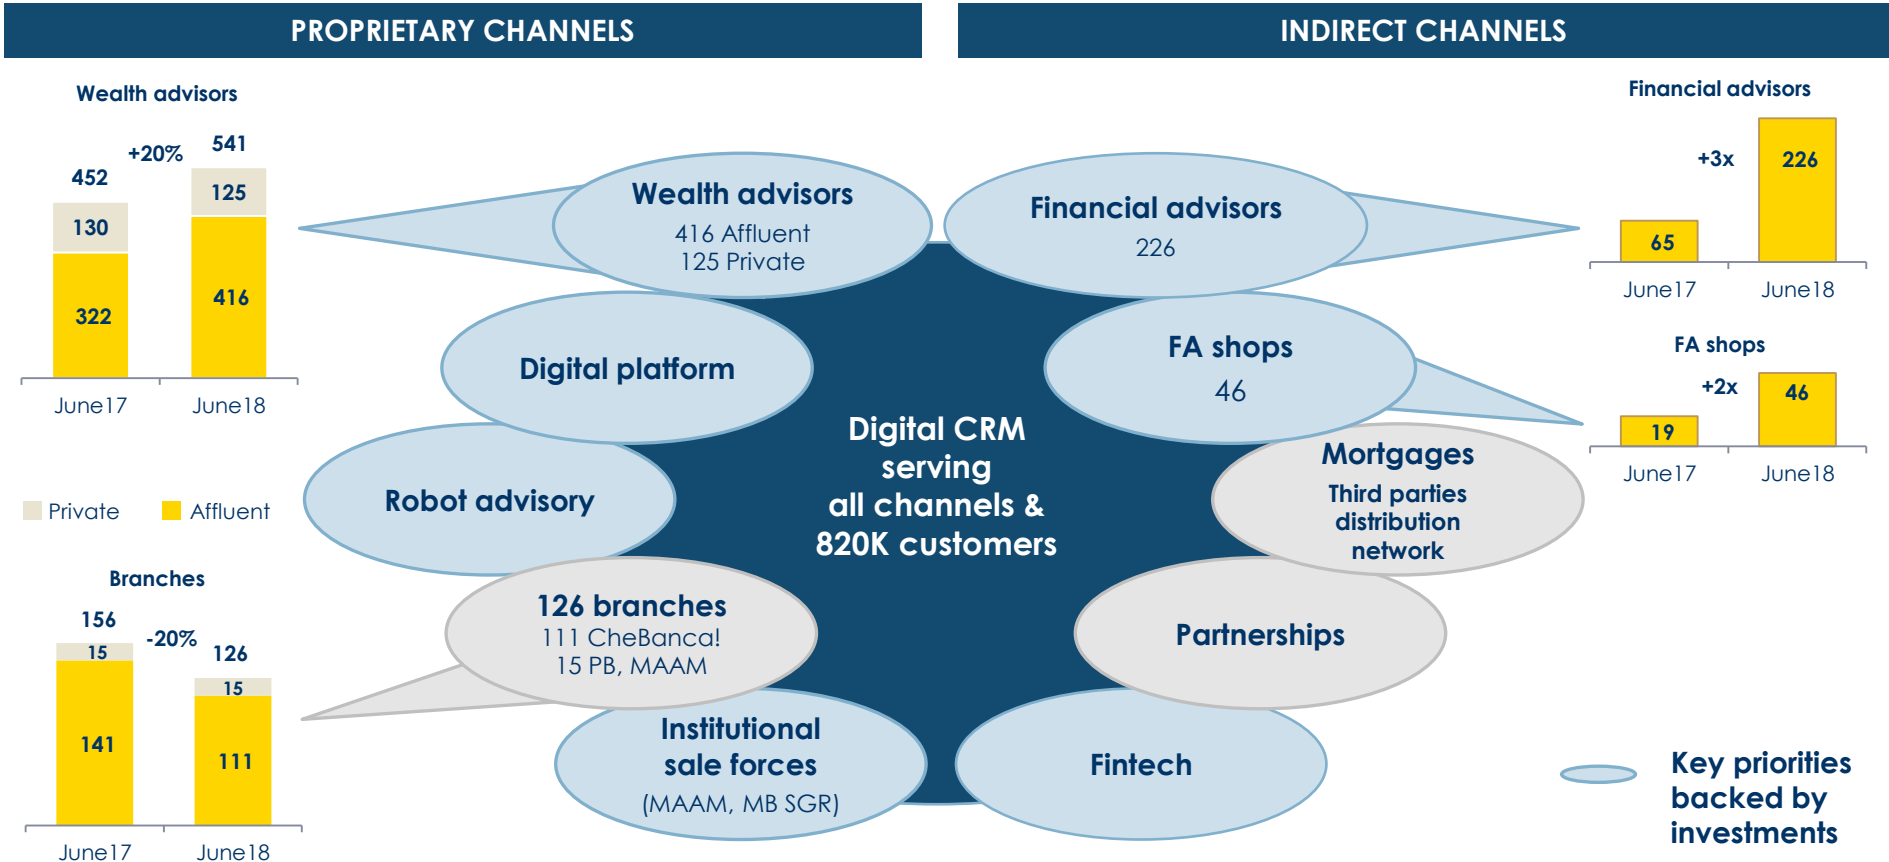 PROPRIETARY CHANNELS
INDIRECT CHANNELS
Wealth advisors
452
+20%
541
130
125
322
416
June17
June18
Private
Affluent
Branches
156
-20%
126
15
15
141
111
June17
June18
Wealth advisors
416 Affluent
125 Private
Digital platform
Robot advisory
126 branches
111 CheBanca!
15 PB, MAAM
Institutional
sale forces
(MAAM, MB SGR)
Digital CRM
serving
all channels &
820K customers
Financial advisors
226
FA shops
46
Mortgages
Third parties
distribution
network
Partnerships
Fintech
Financial advisors
+3x
226
65
June17
June18
FA shops
+2x
46
19
June17
June18
Key priorities
backed by
investments